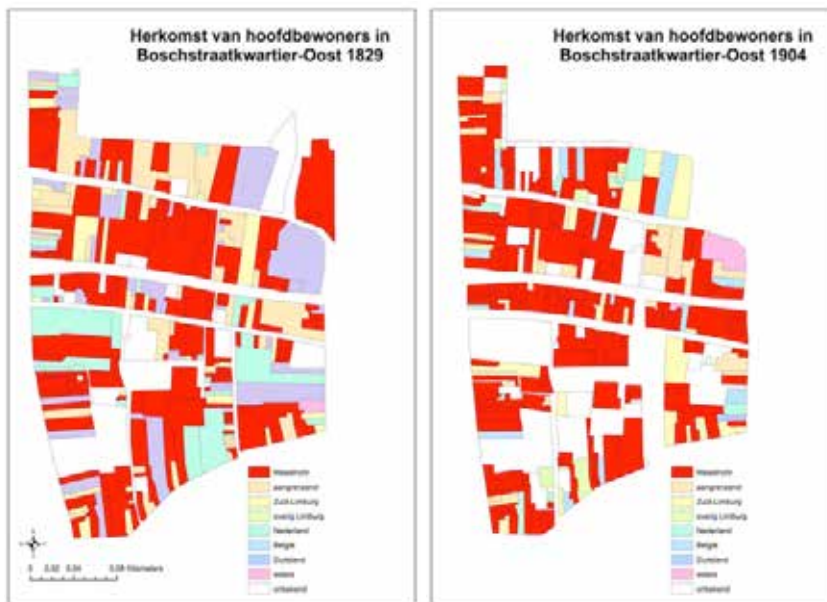 Herkomst van hoofdbewoners in
Boschstraatkwartier-Oost 1829
Maastricht
aangrenzend
Zuid-Limburg
overig Limburg
Nederland
Belgie
Duitsland
elders
onbekend
0 0.02 0.04 0.08 Kilometers
Herkomst van hoofdbewoners in
Boschstraatkwartier-Oost 1904
Maastricht
aangrenzend
Zuid-Limburg
overig Limburg
Nederland
Belgie
Duitsland
elders
onbekend